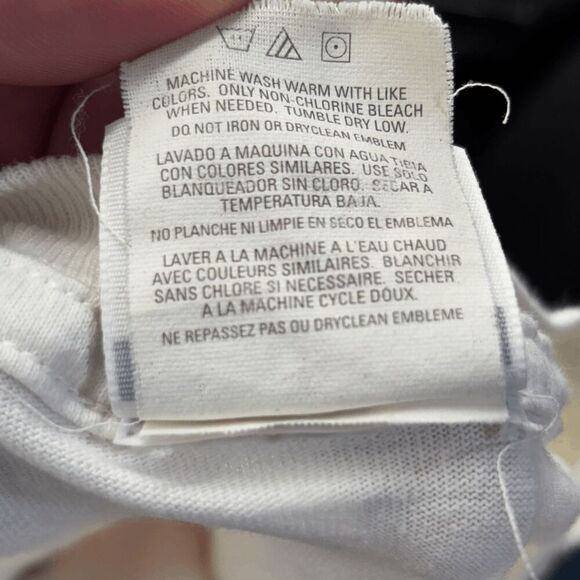 MACHINE WASH WARM WITH LIKE
COLORS. ONLY NON-CHLORINE BLEACH
WHEN NEEDED. TUMBLE DRY LOW.
DO NOT IRON OR DRYCLEAN EMBLEM
LAVADO A MAQUINA CON AGUA TIBIA
CON COLORES SIMILARES. USE SOLO
BLANQUEADOR SIN CLORO. SECAR A
TEMPERATURA BAJA.
NO PLANCHE NI LIMPIE EN SECO EL EMBLEMA
LAVER A LA MACHINE A L'EAU CHAUD
AVEC COULEURS SIMILAIRES. BLANCHIR
SANS CHLORE SI NECESSAIRE. SECHER
A LA MACHINE CYCLE DOUX.
NE REPASSEZ PAS OU DRYCLEAN EMBLEME